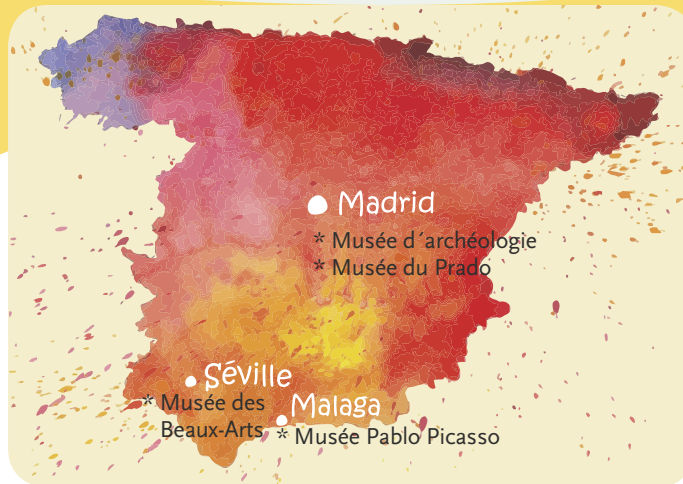 Madrid
* Musée d´archéologie
* Musée du Prado
Séville
* Musée des
Beaux-Arts
Malaga
* Musée Pablo Picasso